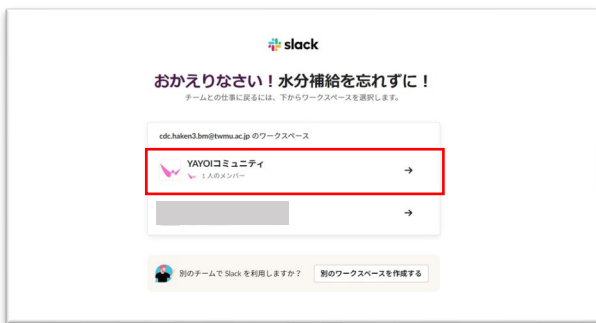 slack
おかえりなさい！水分補給を忘れずに！
チームとの仕事に戻るには、下からワークスペースを選択します。
cdc.haken3.bm@twmu.ac.jp のワークスペース
YAYOIコミュニティ
1 人のメンバー
別のチームで Slack を利用しますか？ 別のワークスペースを作成する